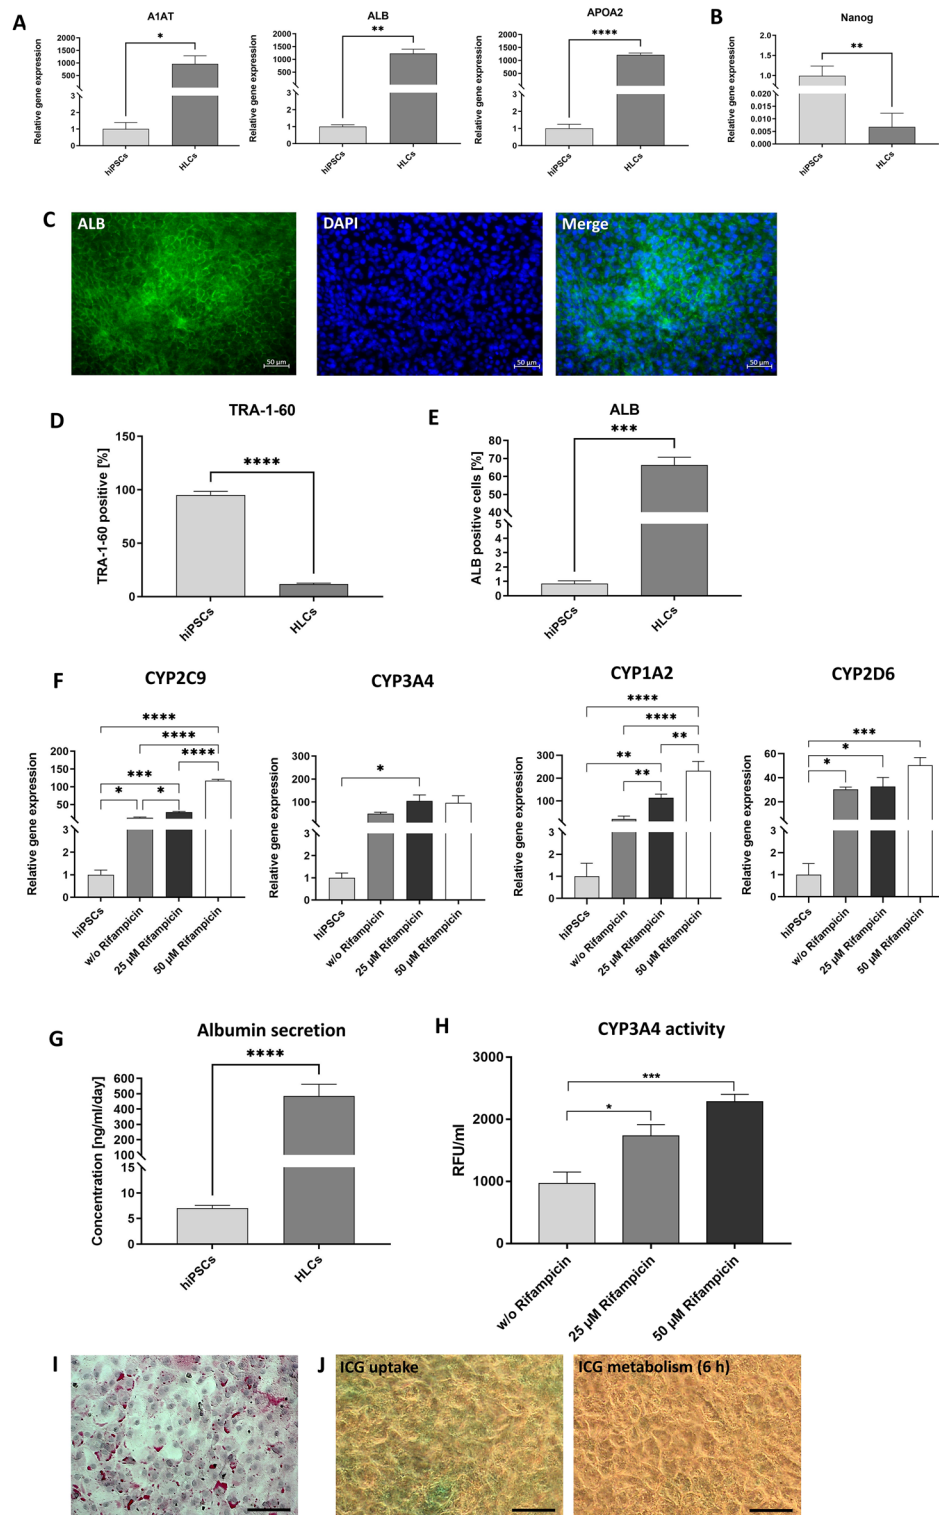 A
A1AT
ALB
APOA2
B
Nanog
Relative gene expression
2000
1500
1000
500
3
2
1
0
*
hiPSCs
HLCs
Relative gene expression
2000
1500
1000
500
3
2
1
0
**
hiPSCs
HLCs
Relative gene expression
2000
1500
1000
500
3
2
1
0
****
hiPSCs
HLCs
Relative gene expression
2.0
1.5
1.0
0.5
0.020
0.015
0.010
0.005
0.000
**
hiPSCs
HLCs
C
ALB
50 µm
DAPI
50 µm
Merge
50 µm
D
TRA-1-60
TRA-1-60 positive [%]
150
100
50
0
****
hiPSCs
HLCs
E
ALB
ALB positive cells [%]
80
70
60
50
40
5
4
3
2
1
0
***
hiPSCs
HLCs
F
CYP2C9
Relative gene expression
200
150
100
50
3
2
1
0
****
****
****
***
*
*
hiPSCs
w/o Rifampicin
25 µM Rifampicin
50 µM Rifampicin
CYP3A4
Relative gene expression
300
200
100
3
2
1
0
*
hiPSCs
w/o Rifampicin
25 µM Rifampicin
50 µM Rifampicin
CYP1A2
Relative gene expression
300
200
100
3
2
1
0
****
****
**
**
**
hiPSCs
w/o Rifampicin
25 µM Rifampicin
50 µM Rifampicin
CYP2D6
Relative gene expression
60
40
20
4
3
2
1
0
***
*
*
hiPSCs
w/o Rifampicin
25 µM Rifampicin
50 µM Rifampicin
G
Albumin secretion
Concentration [ng/ml/day]
600
500
400
300
200
100
15
10
5
0
****
hiPSCs
HLCs
H
CYP3A4 activity
RFU/ml
3000
2000
1000
0
***
*
w/o Rifampicin
25 µM Rifampicin
50 µM Rifampicin
I
J
ICG uptake
ICG metabolism (6 h)